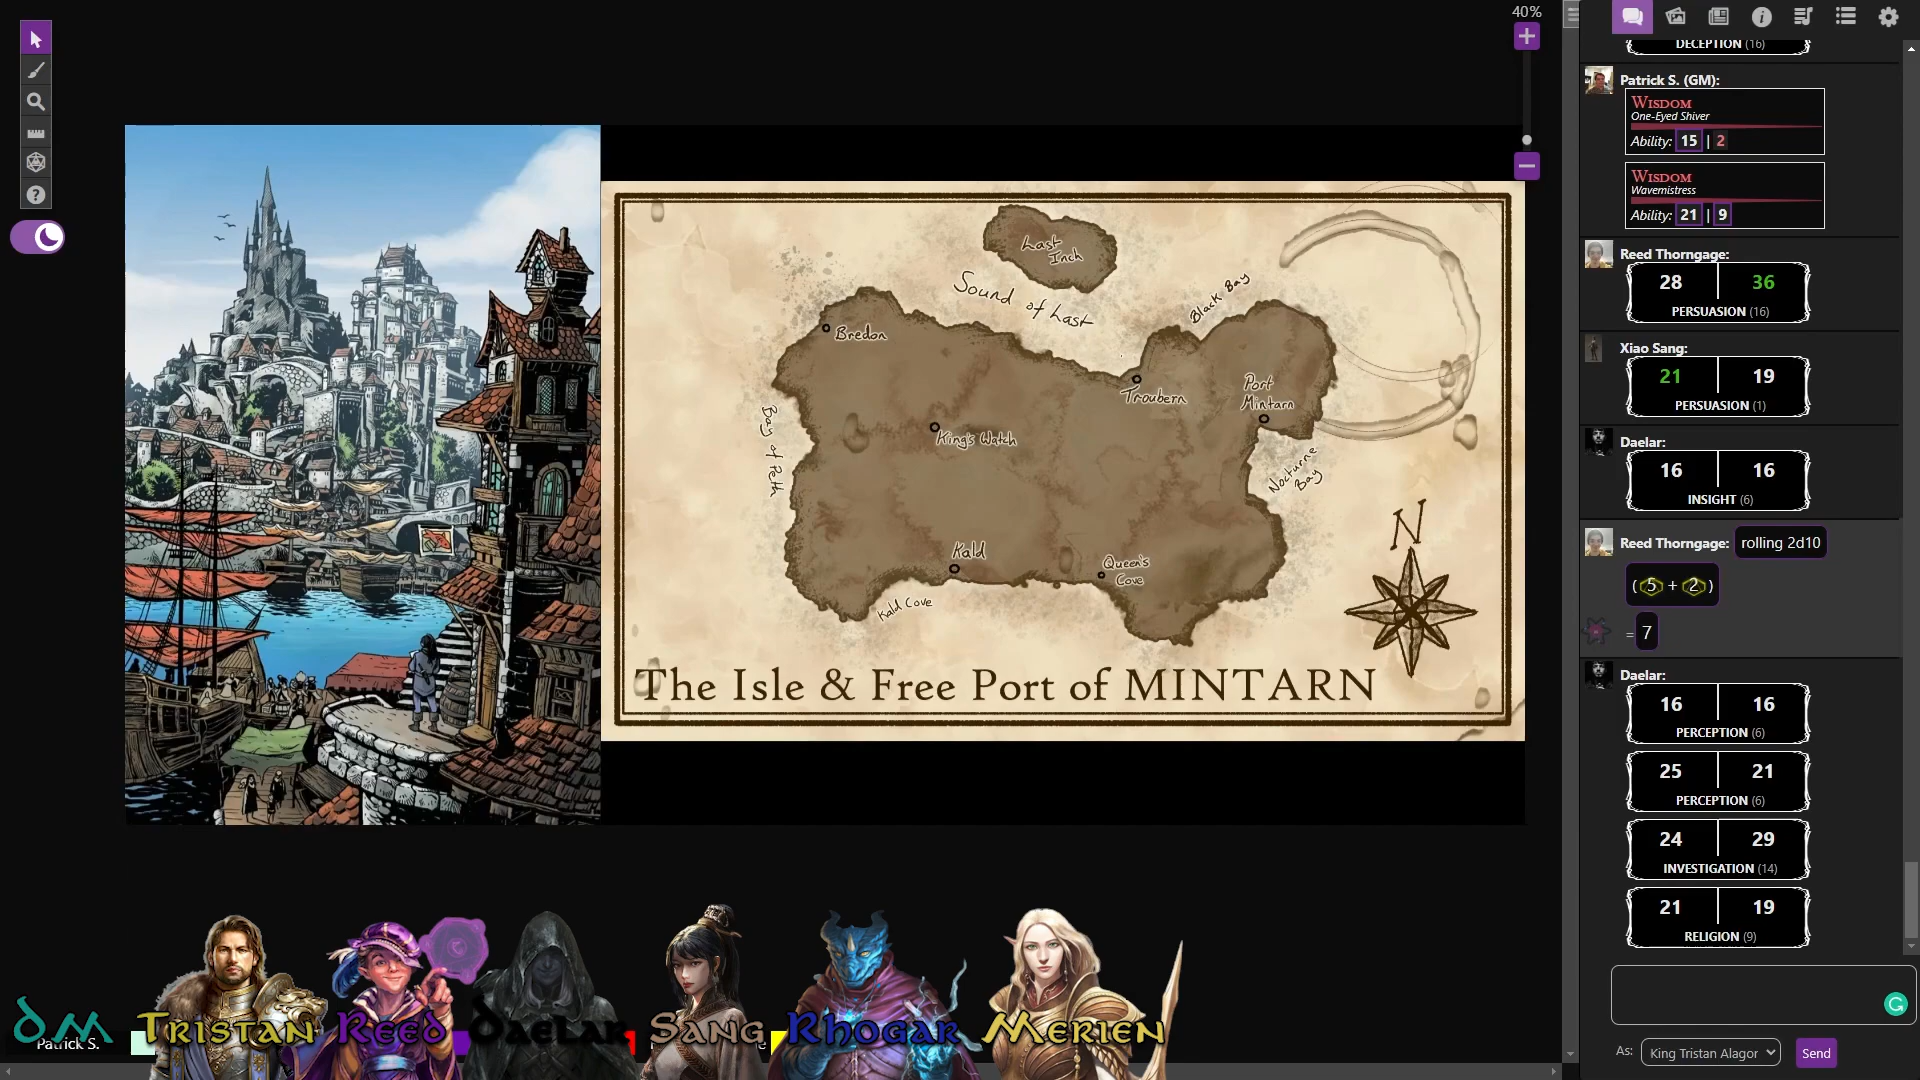 40%
Last
Inch
Sound of Last
Black Bay
Bredon
Troubern
Port
Mintarn
King's Watch
Bay of Peth
Nocturne
Bay
Kald
Queen's
Cove
Kald Cove
N
The Isle & Free Port of MINTARN
DM
Tristan
Reed
Daelar
Sang
Rhogar
Merien
Patrick S.
DECEPTION (16)
Patrick S. (GM):
WISDOM
One-Eyed Shiver
Ability: 15 | 2
WISDOM
Wavemistress
Ability: 21 | 9
Reed Thorngage:
28 36
PERSUASION (16)
Xiao Sang:
21 19
PERSUASION (1)
Daelar:
16 16
INSIGHT (6)
Reed Thorngage: rolling 2d10
(5 + 2)
= 7
Daelar:
16 16
PERCEPTION (6)
25 21
PERCEPTION (6)
24 29
INVESTIGATION (14)
21 19
RELIGION (9)
As: King Tristan Alagor Send